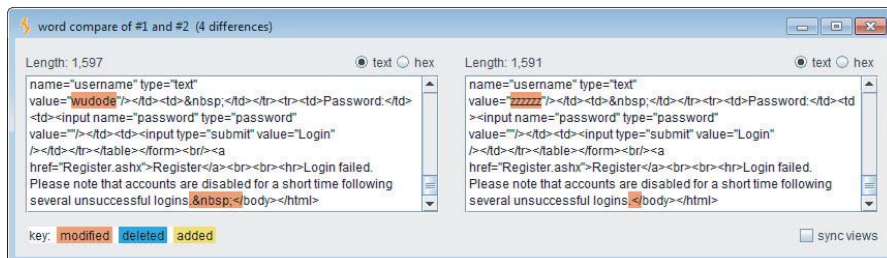 word compare of #1 and #2 (4 differences)
Length: 1,597 text hex
name="username" type="text"
value="wudode"/></td><td>&nbsp;</td></tr><tr><td>Password:</td>
<td><input name="password" type="password"
value=""/></td><td><input type="submit" value="Login"
/></td></tr></table></form><br/><a
href="Register.ashx">Register</a><br><br><hr>Login failed.
Please note that accounts are disabled for a short time following
several unsuccessful logins.&nbsp;</body></html>
Length: 1,591 text hex
name="username" type="text"
value="zzzzzz"/></td><td>&nbsp;</td></tr><tr><td>Password:</td><td
><input name="password" type="password"
value=""/></td><td><input type="submit" value="Login"
/></td></tr></table></form><br/><a
href="Register.ashx">Register</a><br><br><hr>Login failed.
Please note that accounts are disabled for a short time following
several unsuccessful logins.</body></html>
key: modified deleted added
sync views